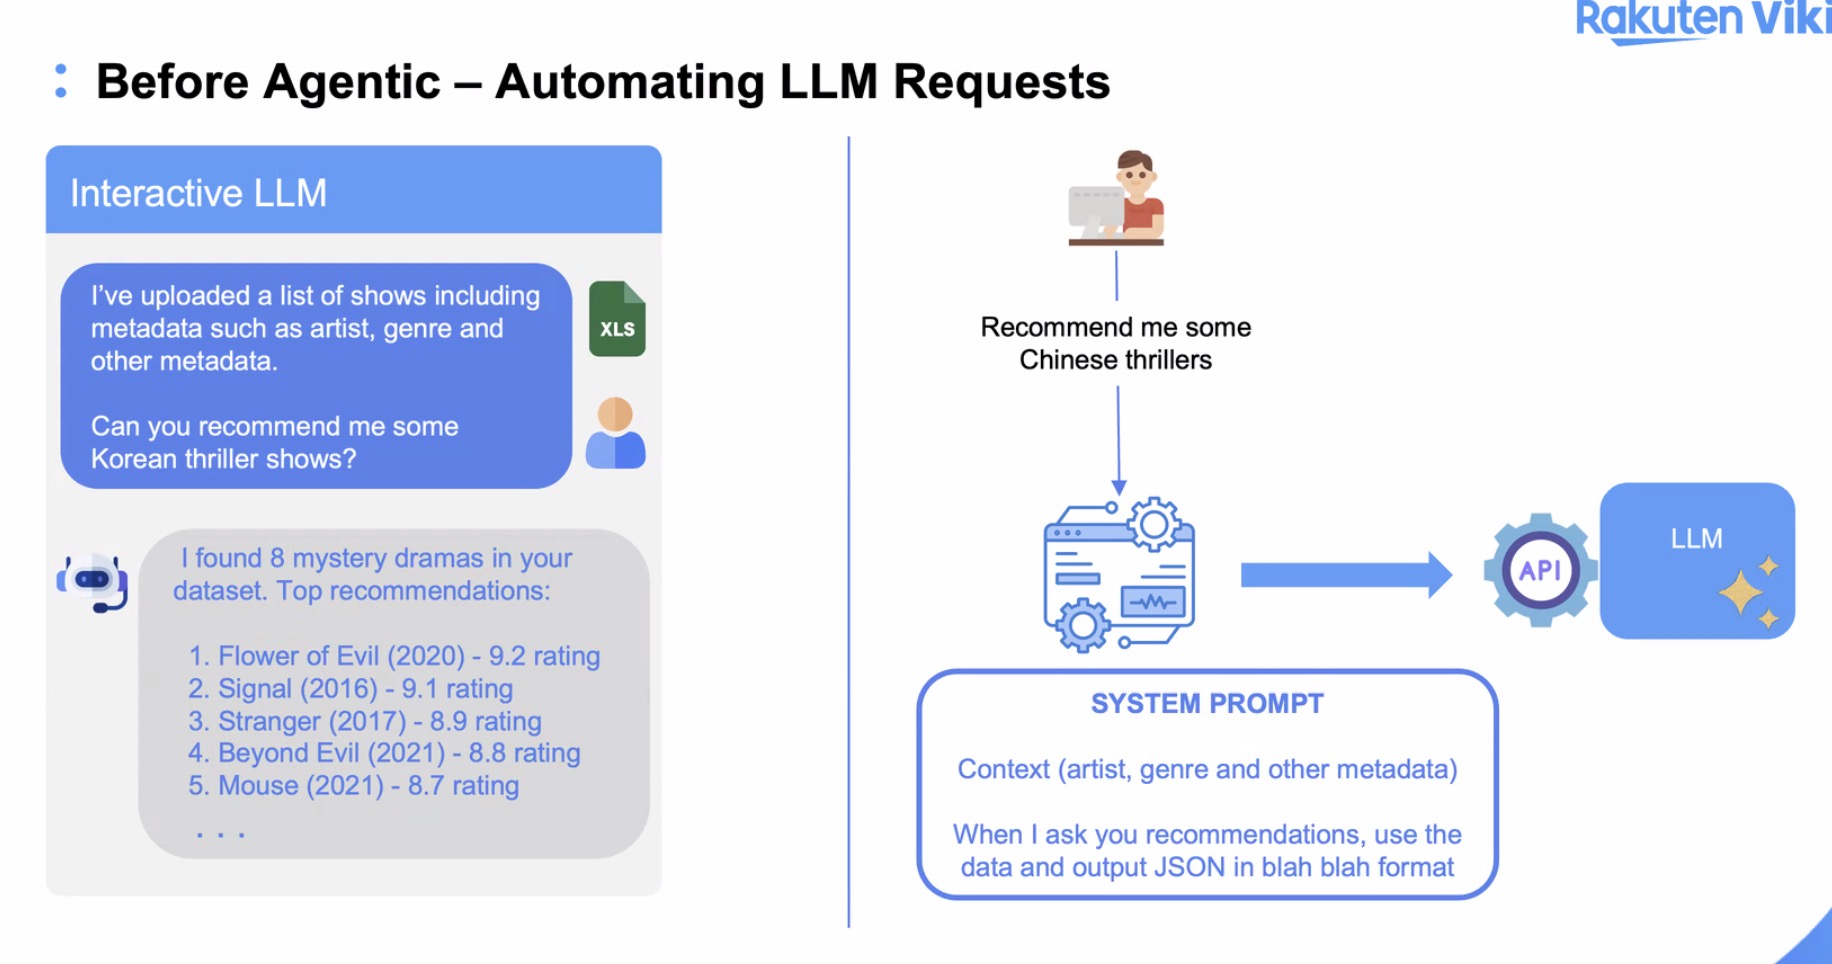 Rakuten Viki
: Before Agentic – Automating LLM Requests
Interactive LLM
I've uploaded a list of shows including
metadata such as artist, genre and
other metadata.
Can you recommend me some
Korean thriller shows?
XLS
I found 8 mystery dramas in your
dataset. Top recommendations:
1. Flower of Evil (2020) - 9.2 rating
2. Signal (2016) - 9.1 rating
3. Stranger (2017) - 8.9 rating
4. Beyond Evil (2021) - 8.8 rating
5. Mouse (2021) - 8.7 rating
. . .
Recommend me some
Chinese thrillers
API
LLM
SYSTEM PROMPT
Context (artist, genre and other metadata)
When I ask you recommendations, use the
data and output JSON in blah blah format